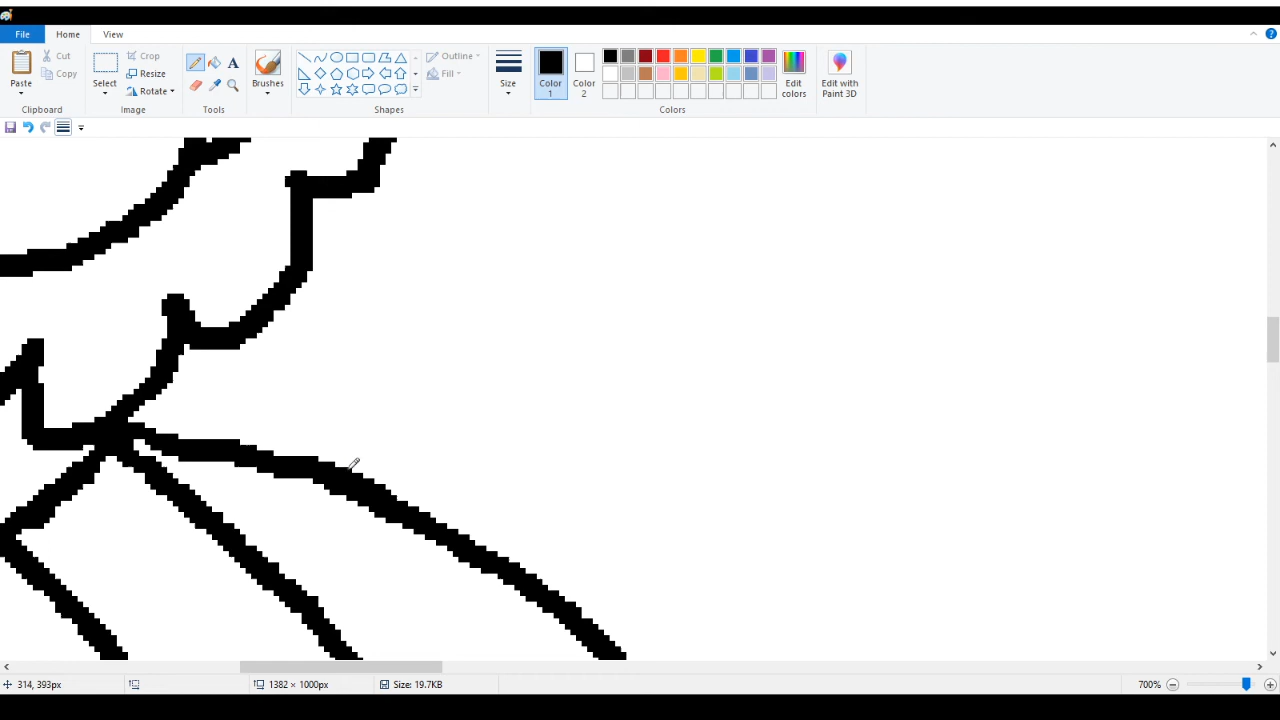 File Home View
Paste
Cut
Copy
Clipboard
Select
Crop
Resize
Rotate
Image
A
Tools
Brushes
Outline
Fill
Shapes
Size
Color
1
Color
2
Edit
colors
Colors
Edit with
Paint 3D
314, 393px
1382 × 1000px
Size: 19.7KB
700%